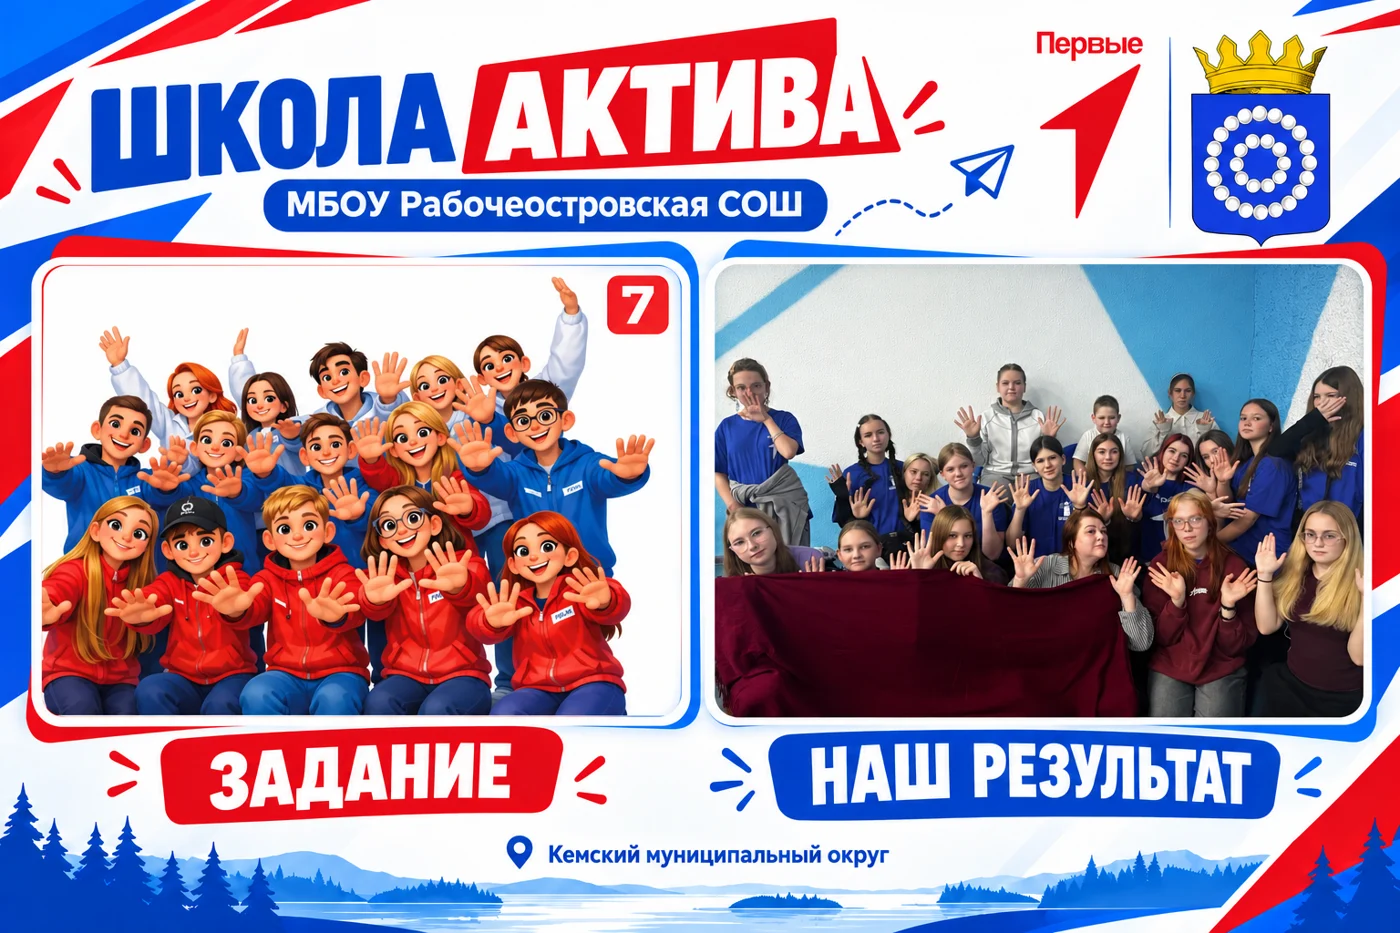 ШКОЛА АКТИВА
МБОУ Рабочеостровская СОШ
Первые
7
ЗАДАНИЕ
НАШ РЕЗУЛЬТАТ
Кемский муниципальный округ